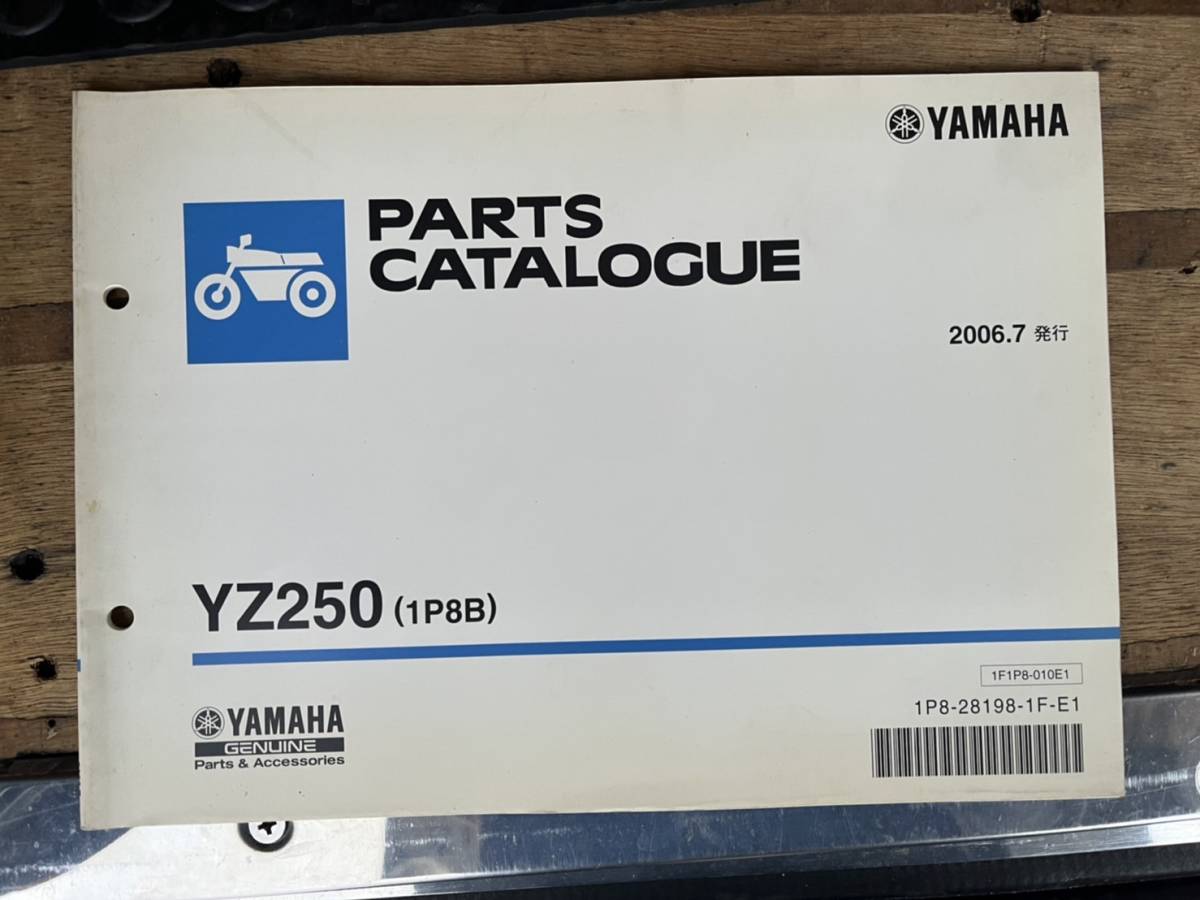 YAMAHA
PARTS
CATALOGUE
2006.7 発行
YZ250 (1P8B)
1F1P8-010E1
1P8-28198-1F-E1
YAMAHA
GENUINE
Parts & Accessories